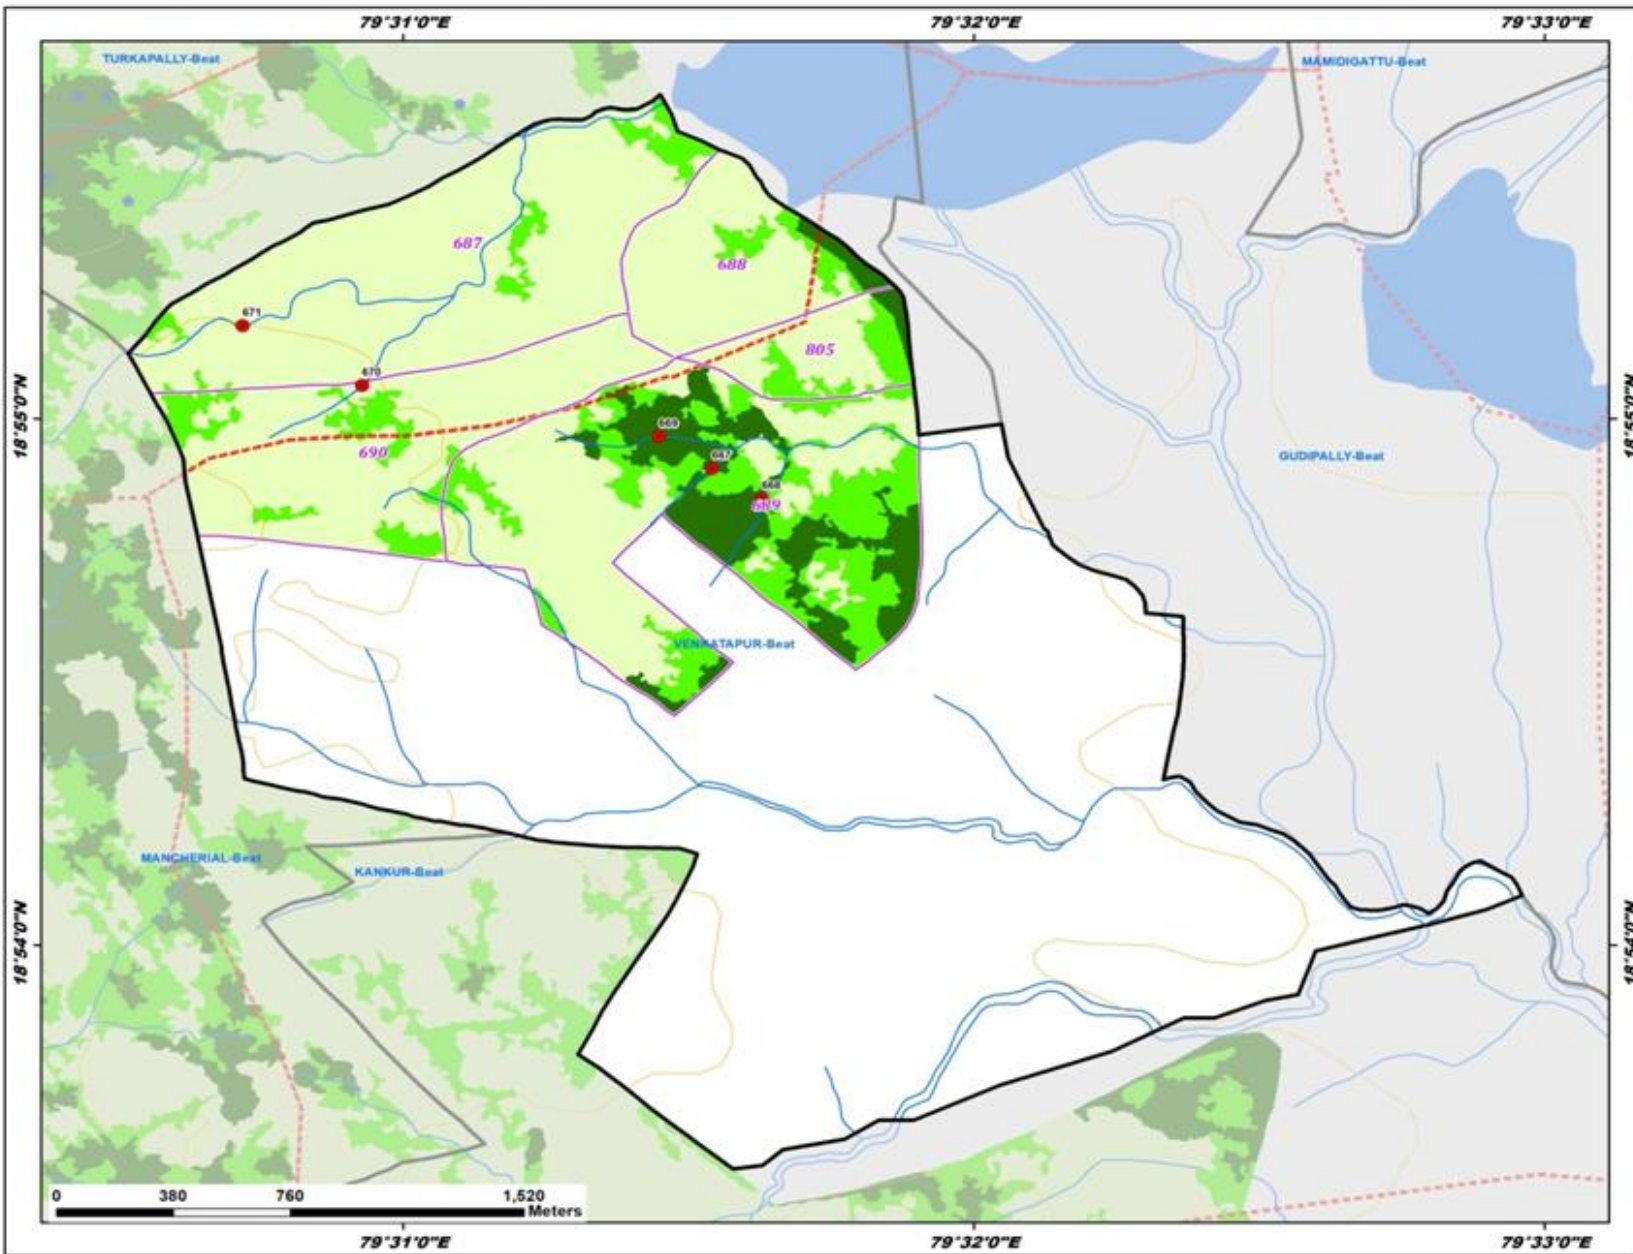 79°31'0"E
79°32'0"E
79°33'0"E
TURKAPALLY-Beat
MAMIDIGATTU-Beat
687
688
671
805
670
18°55'0"N
18°55'0"N
669
690
667
GUDIPALLY-Beat
668
689
VENKATAPUR-Beat
MANCHERIAL-Beat
KANKUR-Beat
18°54'0"N
18°54'0"N
0 380 760 1,520
Meters
79°31'0"E
79°32'0"E
79°33'0"E